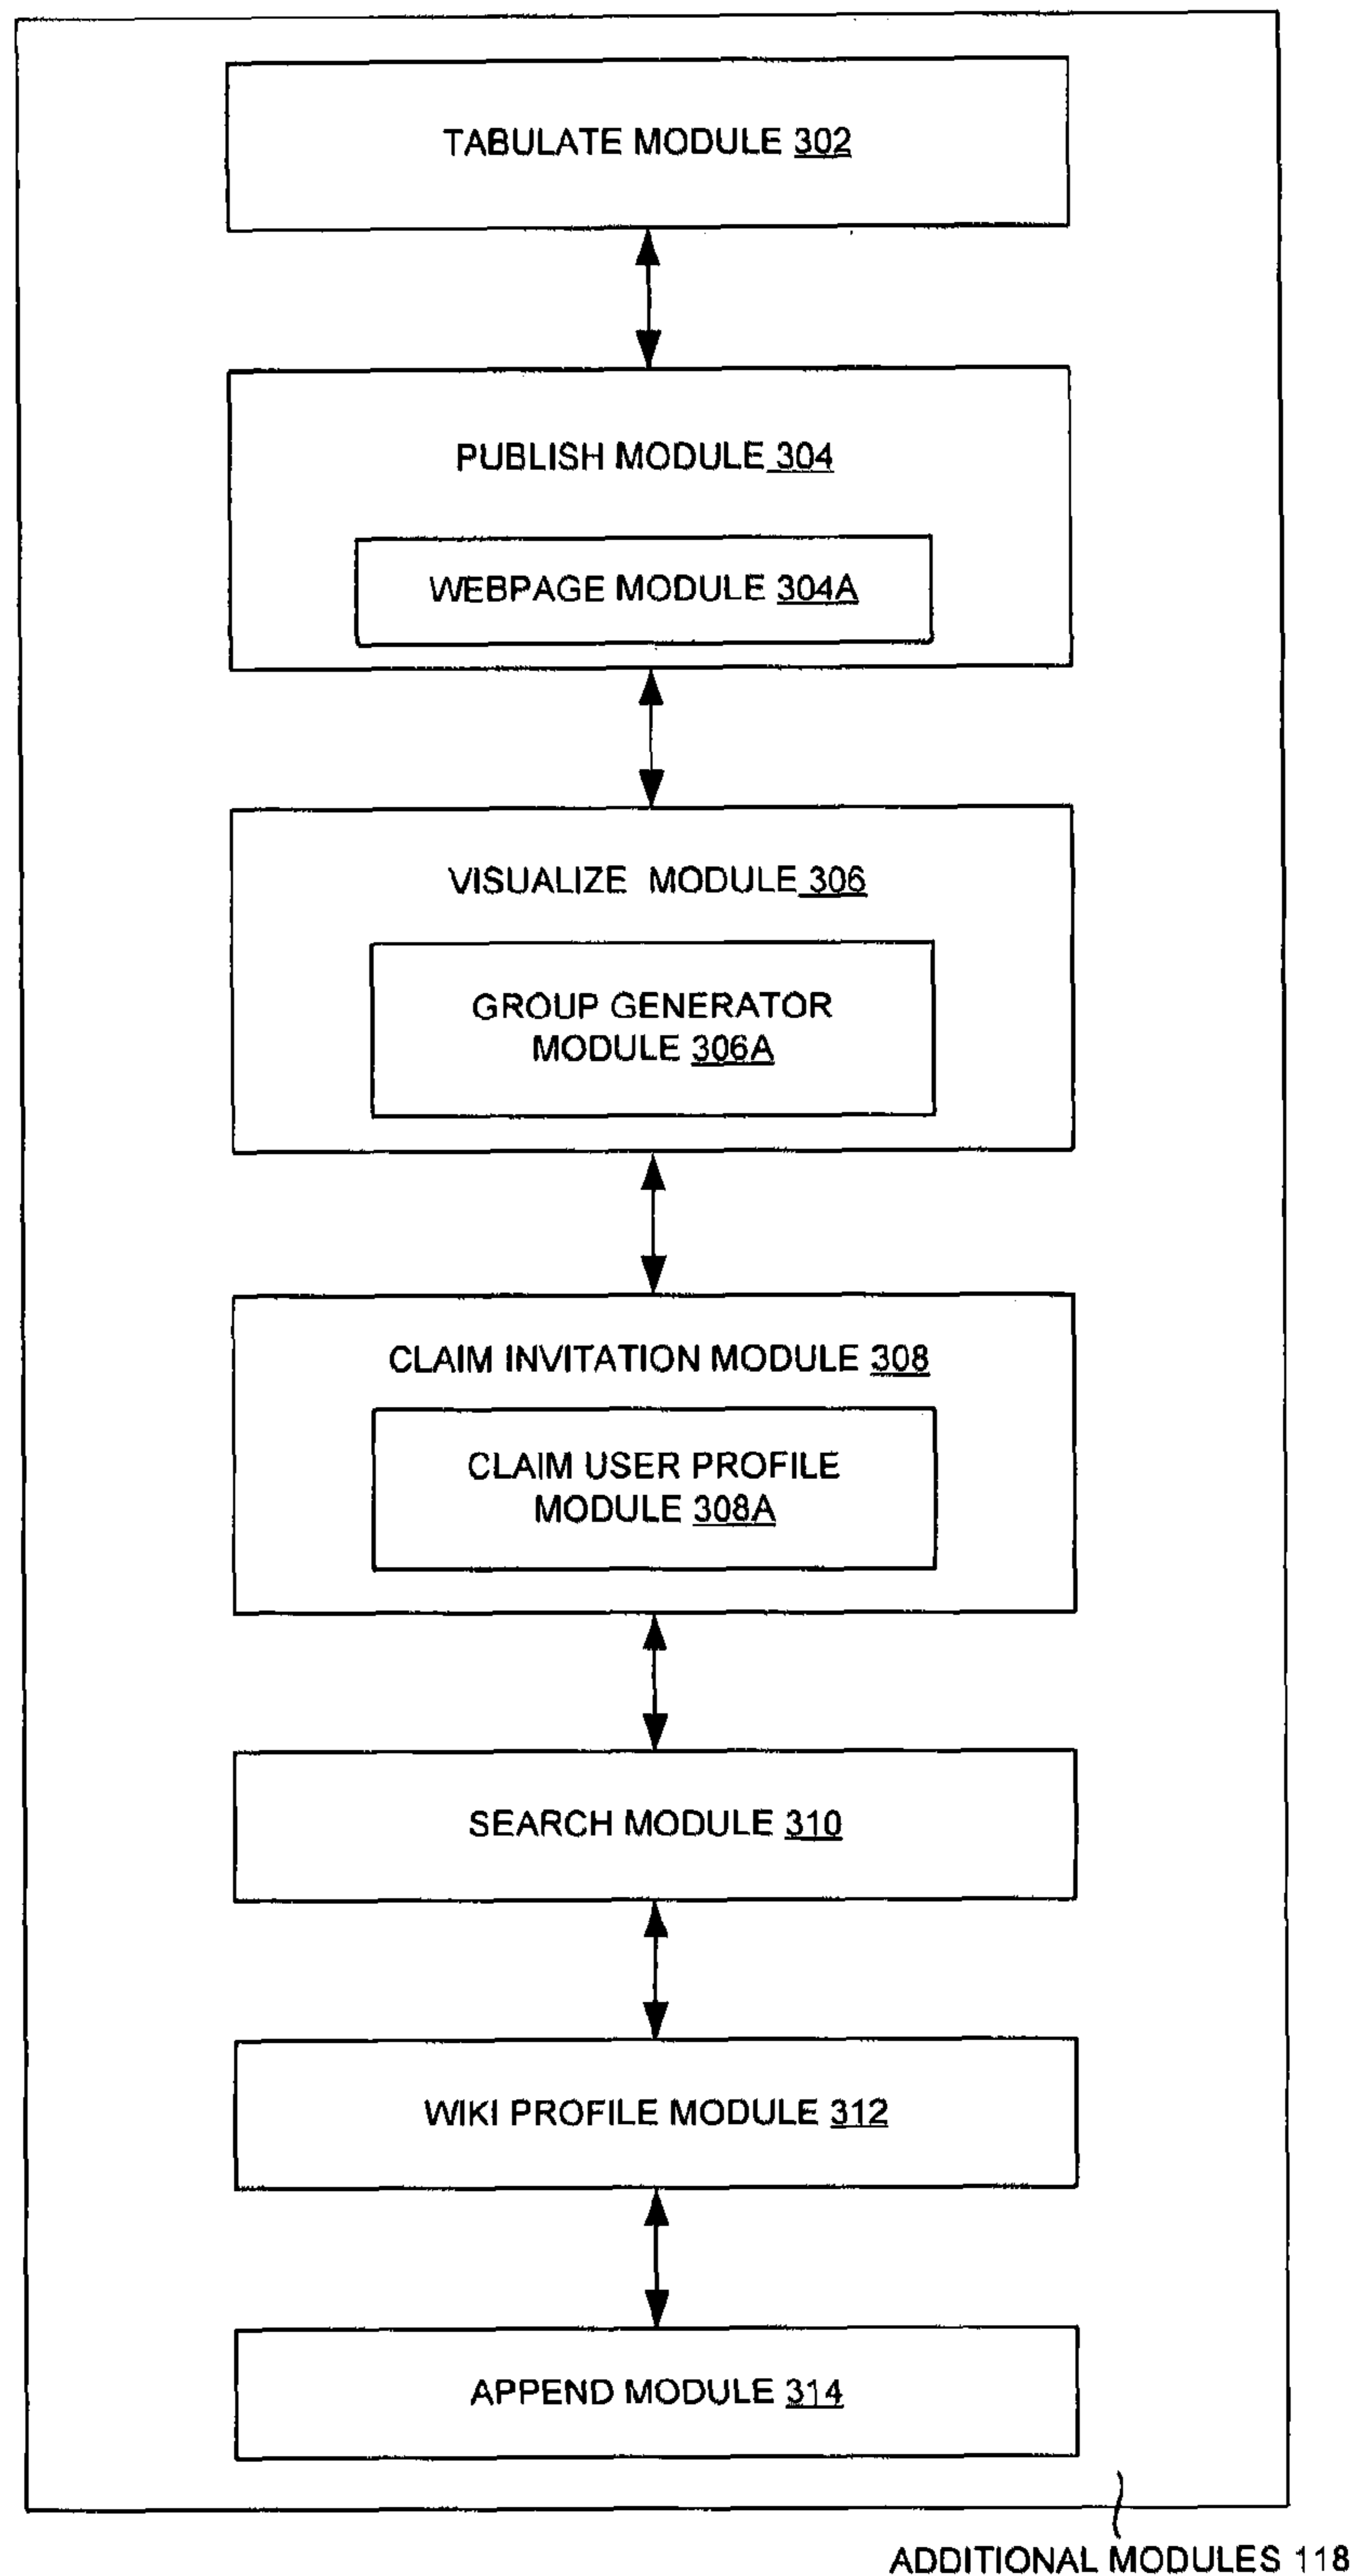 TABULATE MODULE 302
PUBLISH MODULE 304
WEBPAGE MODULE 304A
VISUALIZE MODULE 306
GROUP GENERATOR
MODULE 306A
CLAIM INVITATION MODULE 308
CLAIM USER PROFILE
MODULE 308A
SEARCH MODULE 310
WIKI PROFILE MODULE 312
APPEND MODULE 314
ADDITIONAL MODULES 118